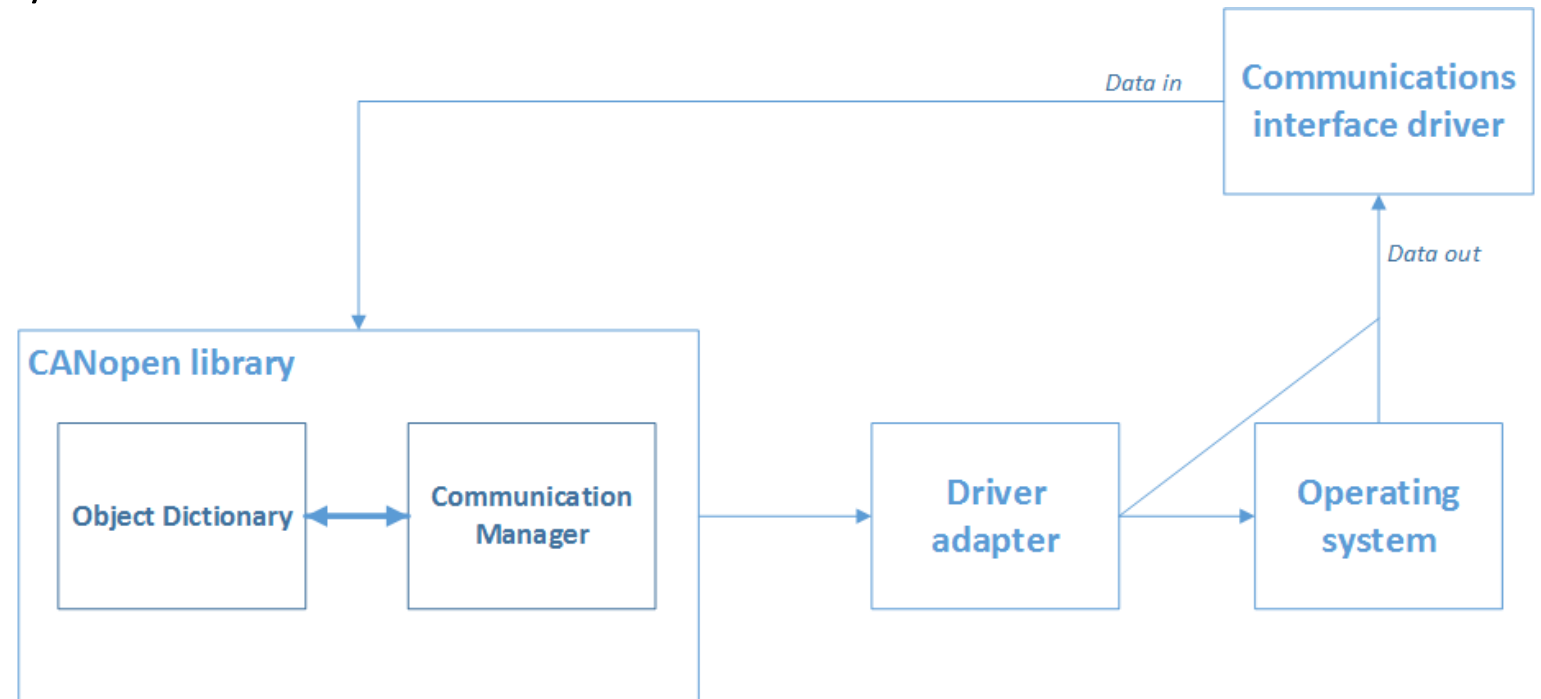 Data in
Communications
interface driver
Data out
CANopen library
Object Dictionary
Communication
Manager
Driver
adapter
Operating
system